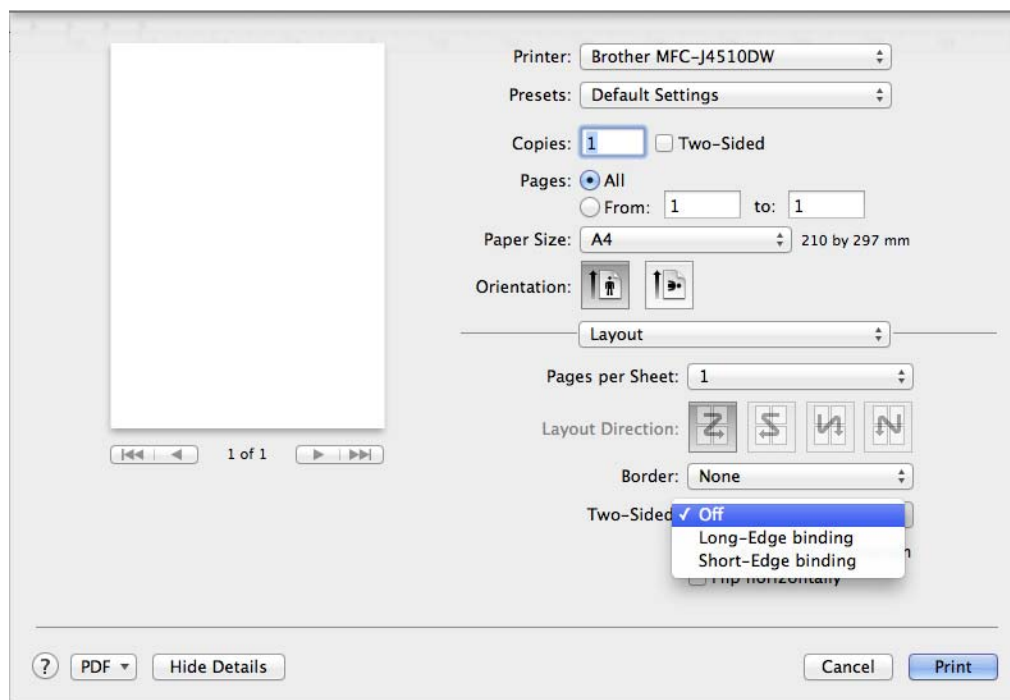 Printer: Brother MFC-J4510DW
Presets: Default Settings
Copies: 1 Two-Sided
Pages: All
From: 1 to: 1
Paper Size: A4 210 by 297 mm
Orientation:
Layout
Pages per Sheet: 1
Layout Direction:
1 of 1
Border: None
Two-Sided ✓ Off
Long-Edge binding
Short-Edge binding
Flip horizontally
? PDF Hide Details Cancel Print